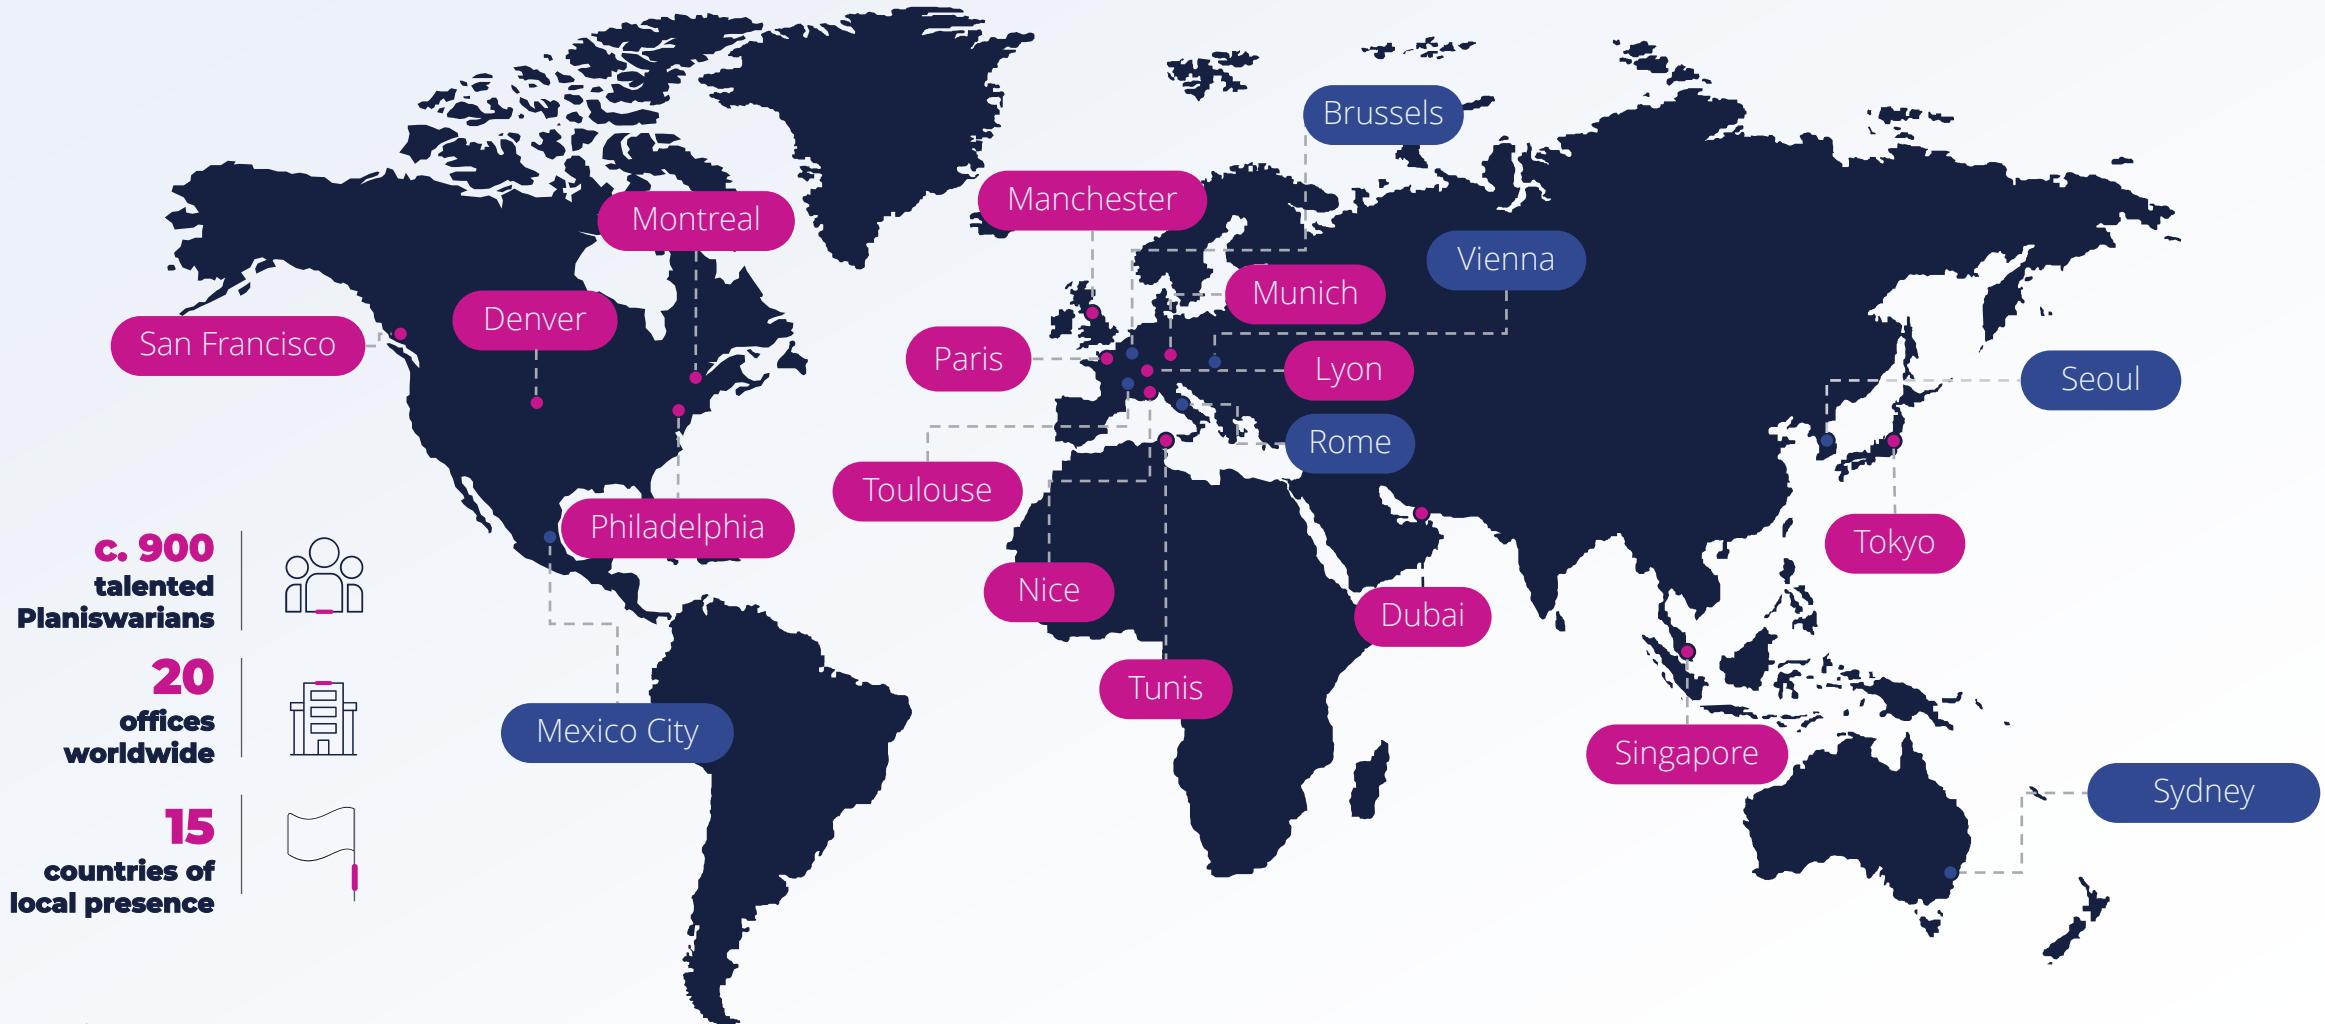 Brussels
Manchester
Montreal
Vienna
Munich
Denver
San Francisco
Paris
Lyon
Seoul
Rome
Toulouse
Philadelphia
Tokyo
c. 900
talented
Planiswarians
Nice
Dubai
20
offices
worldwide
Tunis
Mexico City
Singapore
Sydney
15
countries of
local presence